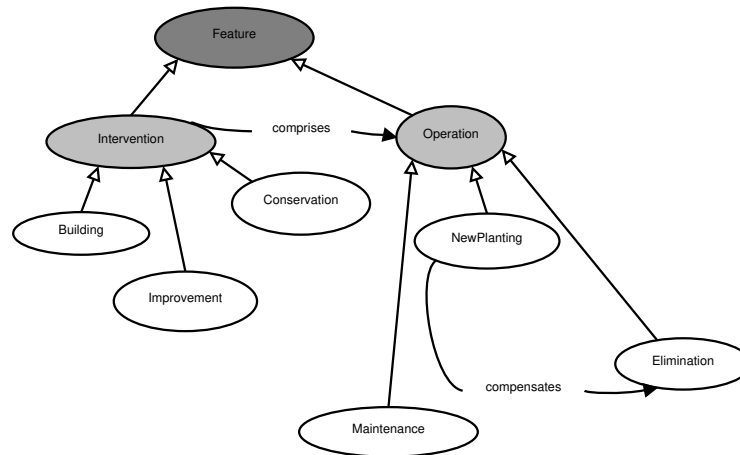 Feature
Intervention
comprises
Operation
Conservation
Building
NewPlanting
Improvement
Elimination
compensates
Maintenance